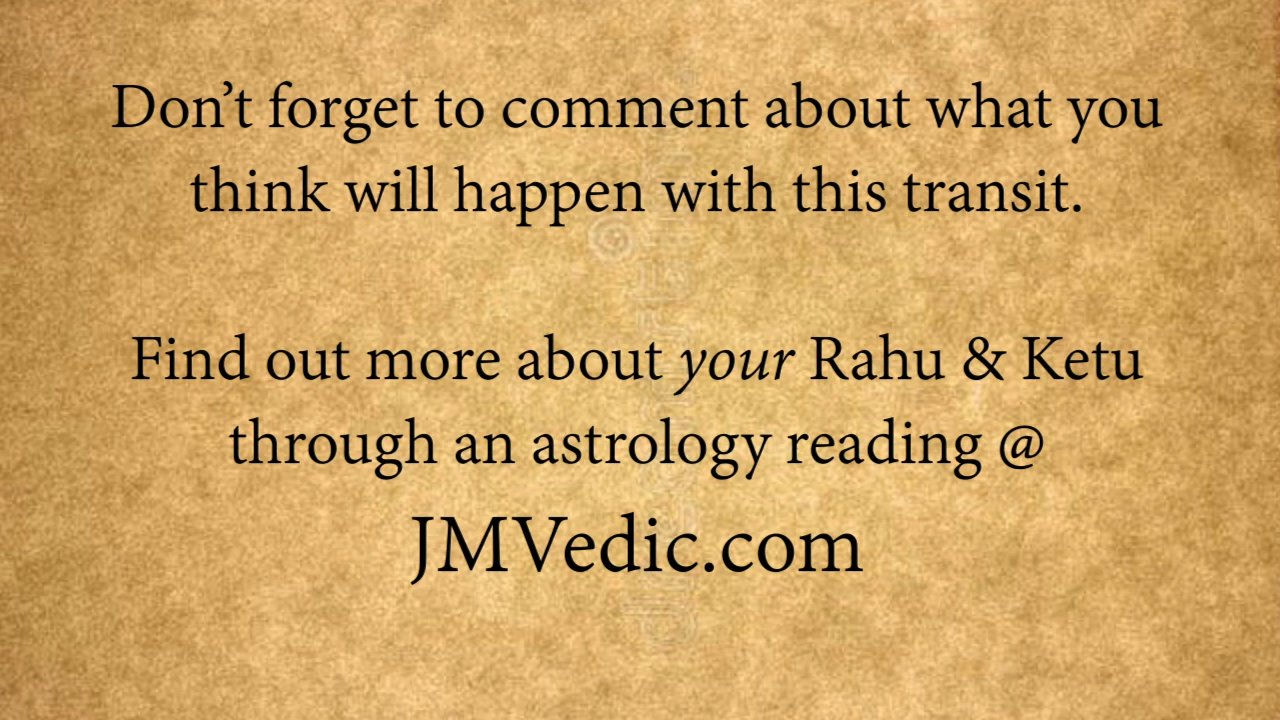 Don’t forget to comment about what you
think will happen with this transit.
Find out more about your Rahu & Ketu
through an astrology reading @
JMVedic.com